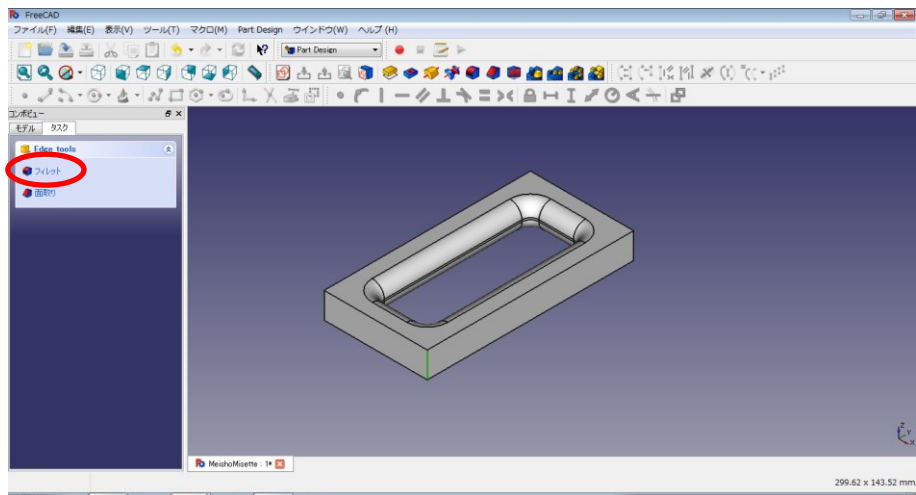 FreeCAD
ファイル(F) 編集(E) 表示(V) ツール(T) マクロ(M) Part Design ウインドウ(W) ヘルプ(H)
Part Design
コンボビュー
モデル タスク
Edge tools
フィレット
面取り
Z
Y
X
MeishoMisette : 1*
299.62 x 143.52 mm